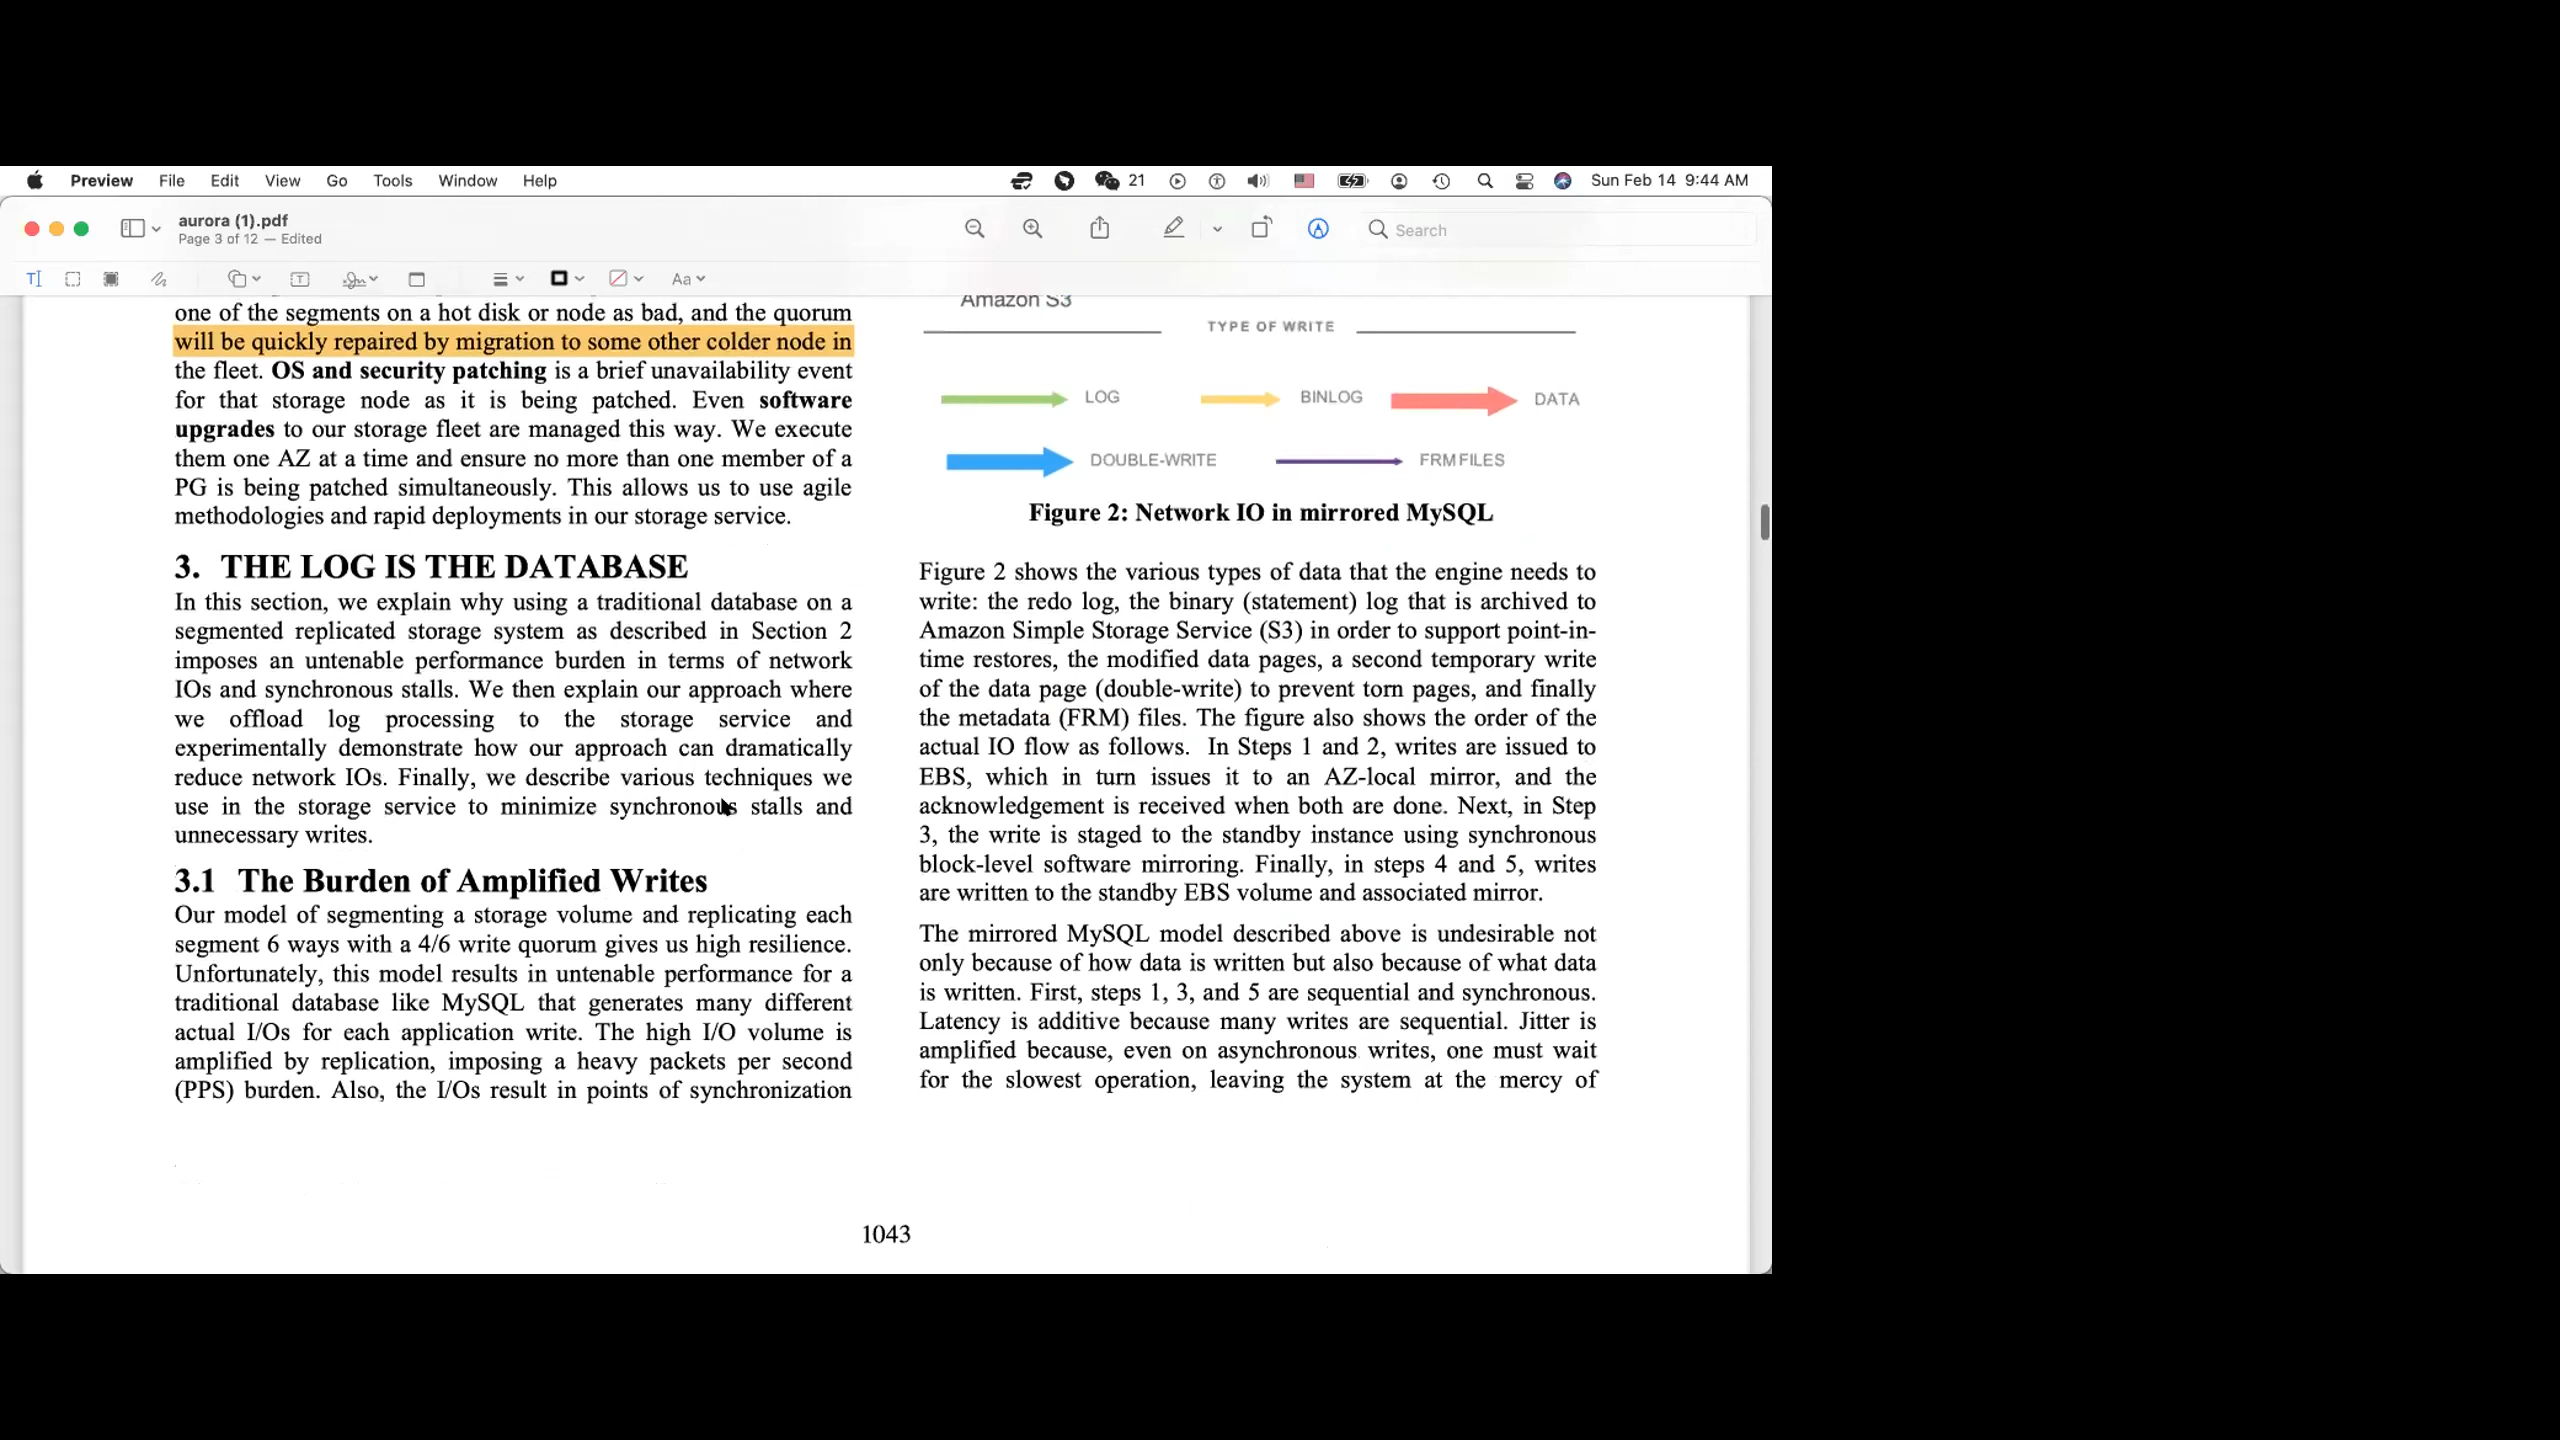 Preview File Edit View Go Tools Window Help 21 Sun Feb 14 9:44 AM
aurora (1).pdf
Page 3 of 12 — Edited
Search
Aa
one of the segments on a hot disk or node as bad, and the quorum
will be quickly repaired by migration to some other colder node in
the fleet. OS and security patching is a brief unavailability event
for that storage node as it is being patched. Even software
upgrades to our storage fleet are managed this way. We execute
them one AZ at a time and ensure no more than one member of a
PG is being patched simultaneously. This allows us to use agile
methodologies and rapid deployments in our storage service.
3. THE LOG IS THE DATABASE
In this section, we explain why using a traditional database on a
segmented replicated storage system as described in Section 2
imposes an untenable performance burden in terms of network
IOs and synchronous stalls. We then explain our approach where
we offload log processing to the storage service and
experimentally demonstrate how our approach can dramatically
reduce network IOs. Finally, we describe various techniques we
use in the storage service to minimize synchronous stalls and
unnecessary writes.
3.1 The Burden of Amplified Writes
Our model of segmenting a storage volume and replicating each
segment 6 ways with a 4/6 write quorum gives us high resilience.
Unfortunately, this model results in untenable performance for a
traditional database like MySQL that generates many different
actual I/Os for each application write. The high I/O volume is
amplified by replication, imposing a heavy packets per second
(PPS) burden. Also, the I/Os result in points of synchronization
Amazon S3
TYPE OF WRITE
LOG BINLOG DATA
DOUBLE-WRITE FRM FILES
Figure 2: Network IO in mirrored MySQL
Figure 2 shows the various types of data that the engine needs to
write: the redo log, the binary (statement) log that is archived to
Amazon Simple Storage Service (S3) in order to support point-in-
time restores, the modified data pages, a second temporary write
of the data page (double-write) to prevent torn pages, and finally
the metadata (FRM) files. The figure also shows the order of the
actual IO flow as follows. In Steps 1 and 2, writes are issued to
EBS, which in turn issues it to an AZ-local mirror, and the
acknowledgement is received when both are done. Next, in Step
3, the write is staged to the standby instance using synchronous
block-level software mirroring. Finally, in steps 4 and 5, writes
are written to the standby EBS volume and associated mirror.
The mirrored MySQL model described above is undesirable not
only because of how data is written but also because of what data
is written. First, steps 1, 3, and 5 are sequential and synchronous.
Latency is additive because many writes are sequential. Jitter is
amplified because, even on asynchronous writes, one must wait
for the slowest operation, leaving the system at the mercy of
1043